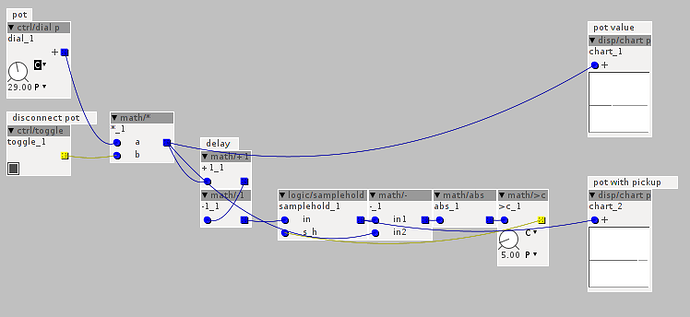 pot
ctrl/dial p
dial_1
+
C
29.00 P
disconnect pot
ctrl/toggle
toggle_1
math/*
*_1
a
b
delay
math/+1
+1_1
-1_1
logic/samplehold
samplehold_1
in
s_h
math/-
-_1
in1
in2
math/abs
abs_1
math/>c
>c_1
C
5.00 P
pot value
disp/chart p
chart_1
+
pot with pickup
disp/chart p
chart_2
+